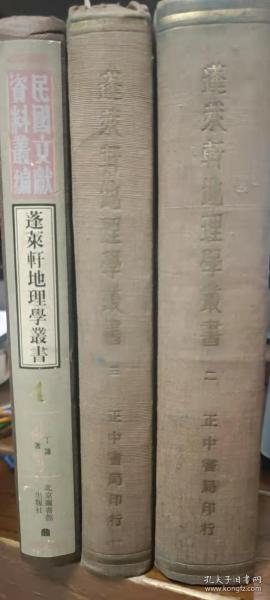 民國文獻
資料叢編
蓬萊軒地理學叢書
丁謙 著
北京圖書館
出版社
蓬萊軒地理學叢書
三
正中書局印行
蓬萊軒地理學叢書
二
正中書局印行
孔夫子旧书网